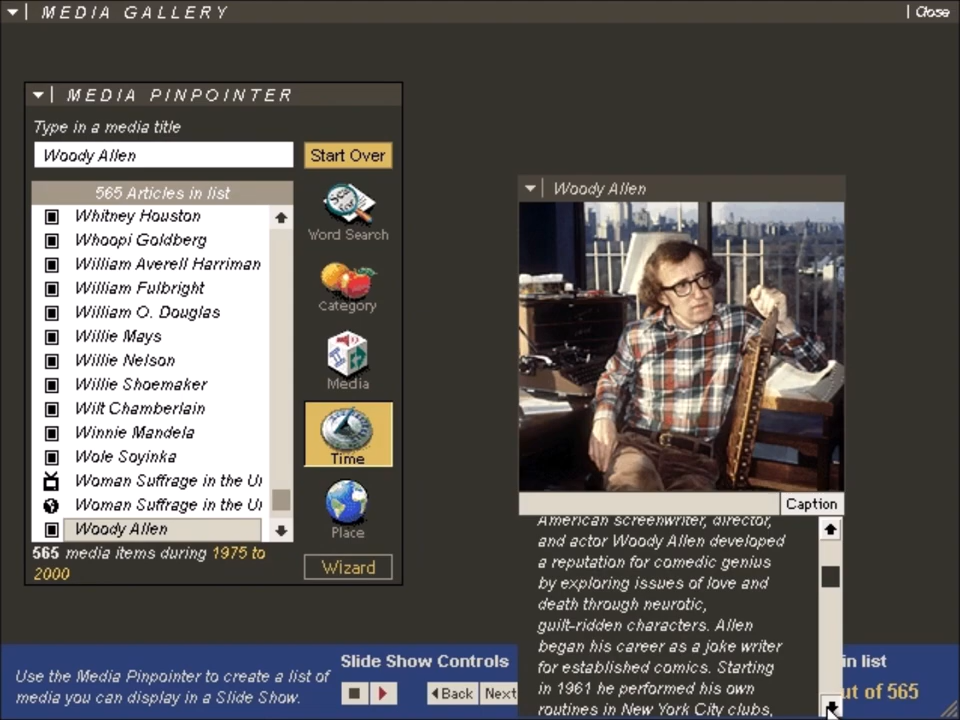 MEDIA GALLERY
Close
MEDIA PINPOINTER
Type in a media title
Woody Allen
Start Over
565 Articles in list
Whitney Houston
Whoopi Goldberg
William Averell Harriman
William Fulbright
William O. Douglas
Willie Mays
Willie Nelson
Willie Shoemaker
Wilt Chamberlain
Winnie Mandela
Wole Soyinka
Woman Suffrage in the Ui
Woman Suffrage in the Ui
Woody Allen
565 media items during 1975 to
2000
Word Search
Category
Media
Time
Place
Wizard
Woody Allen
Caption
American screenwriter, director,
and actor Woody Allen developed
a reputation for comedic genius
by exploring issues of love and
death through neurotic,
guilt-ridden characters. Allen
began his career as a joke writer
for established comics. Starting
in 1961 he performed his own
routines in New York City clubs,
Use the Media Pinpointer to create a list of
media you can display in a Slide Show.
Slide Show Controls
Back
Next
in list
ut of 565